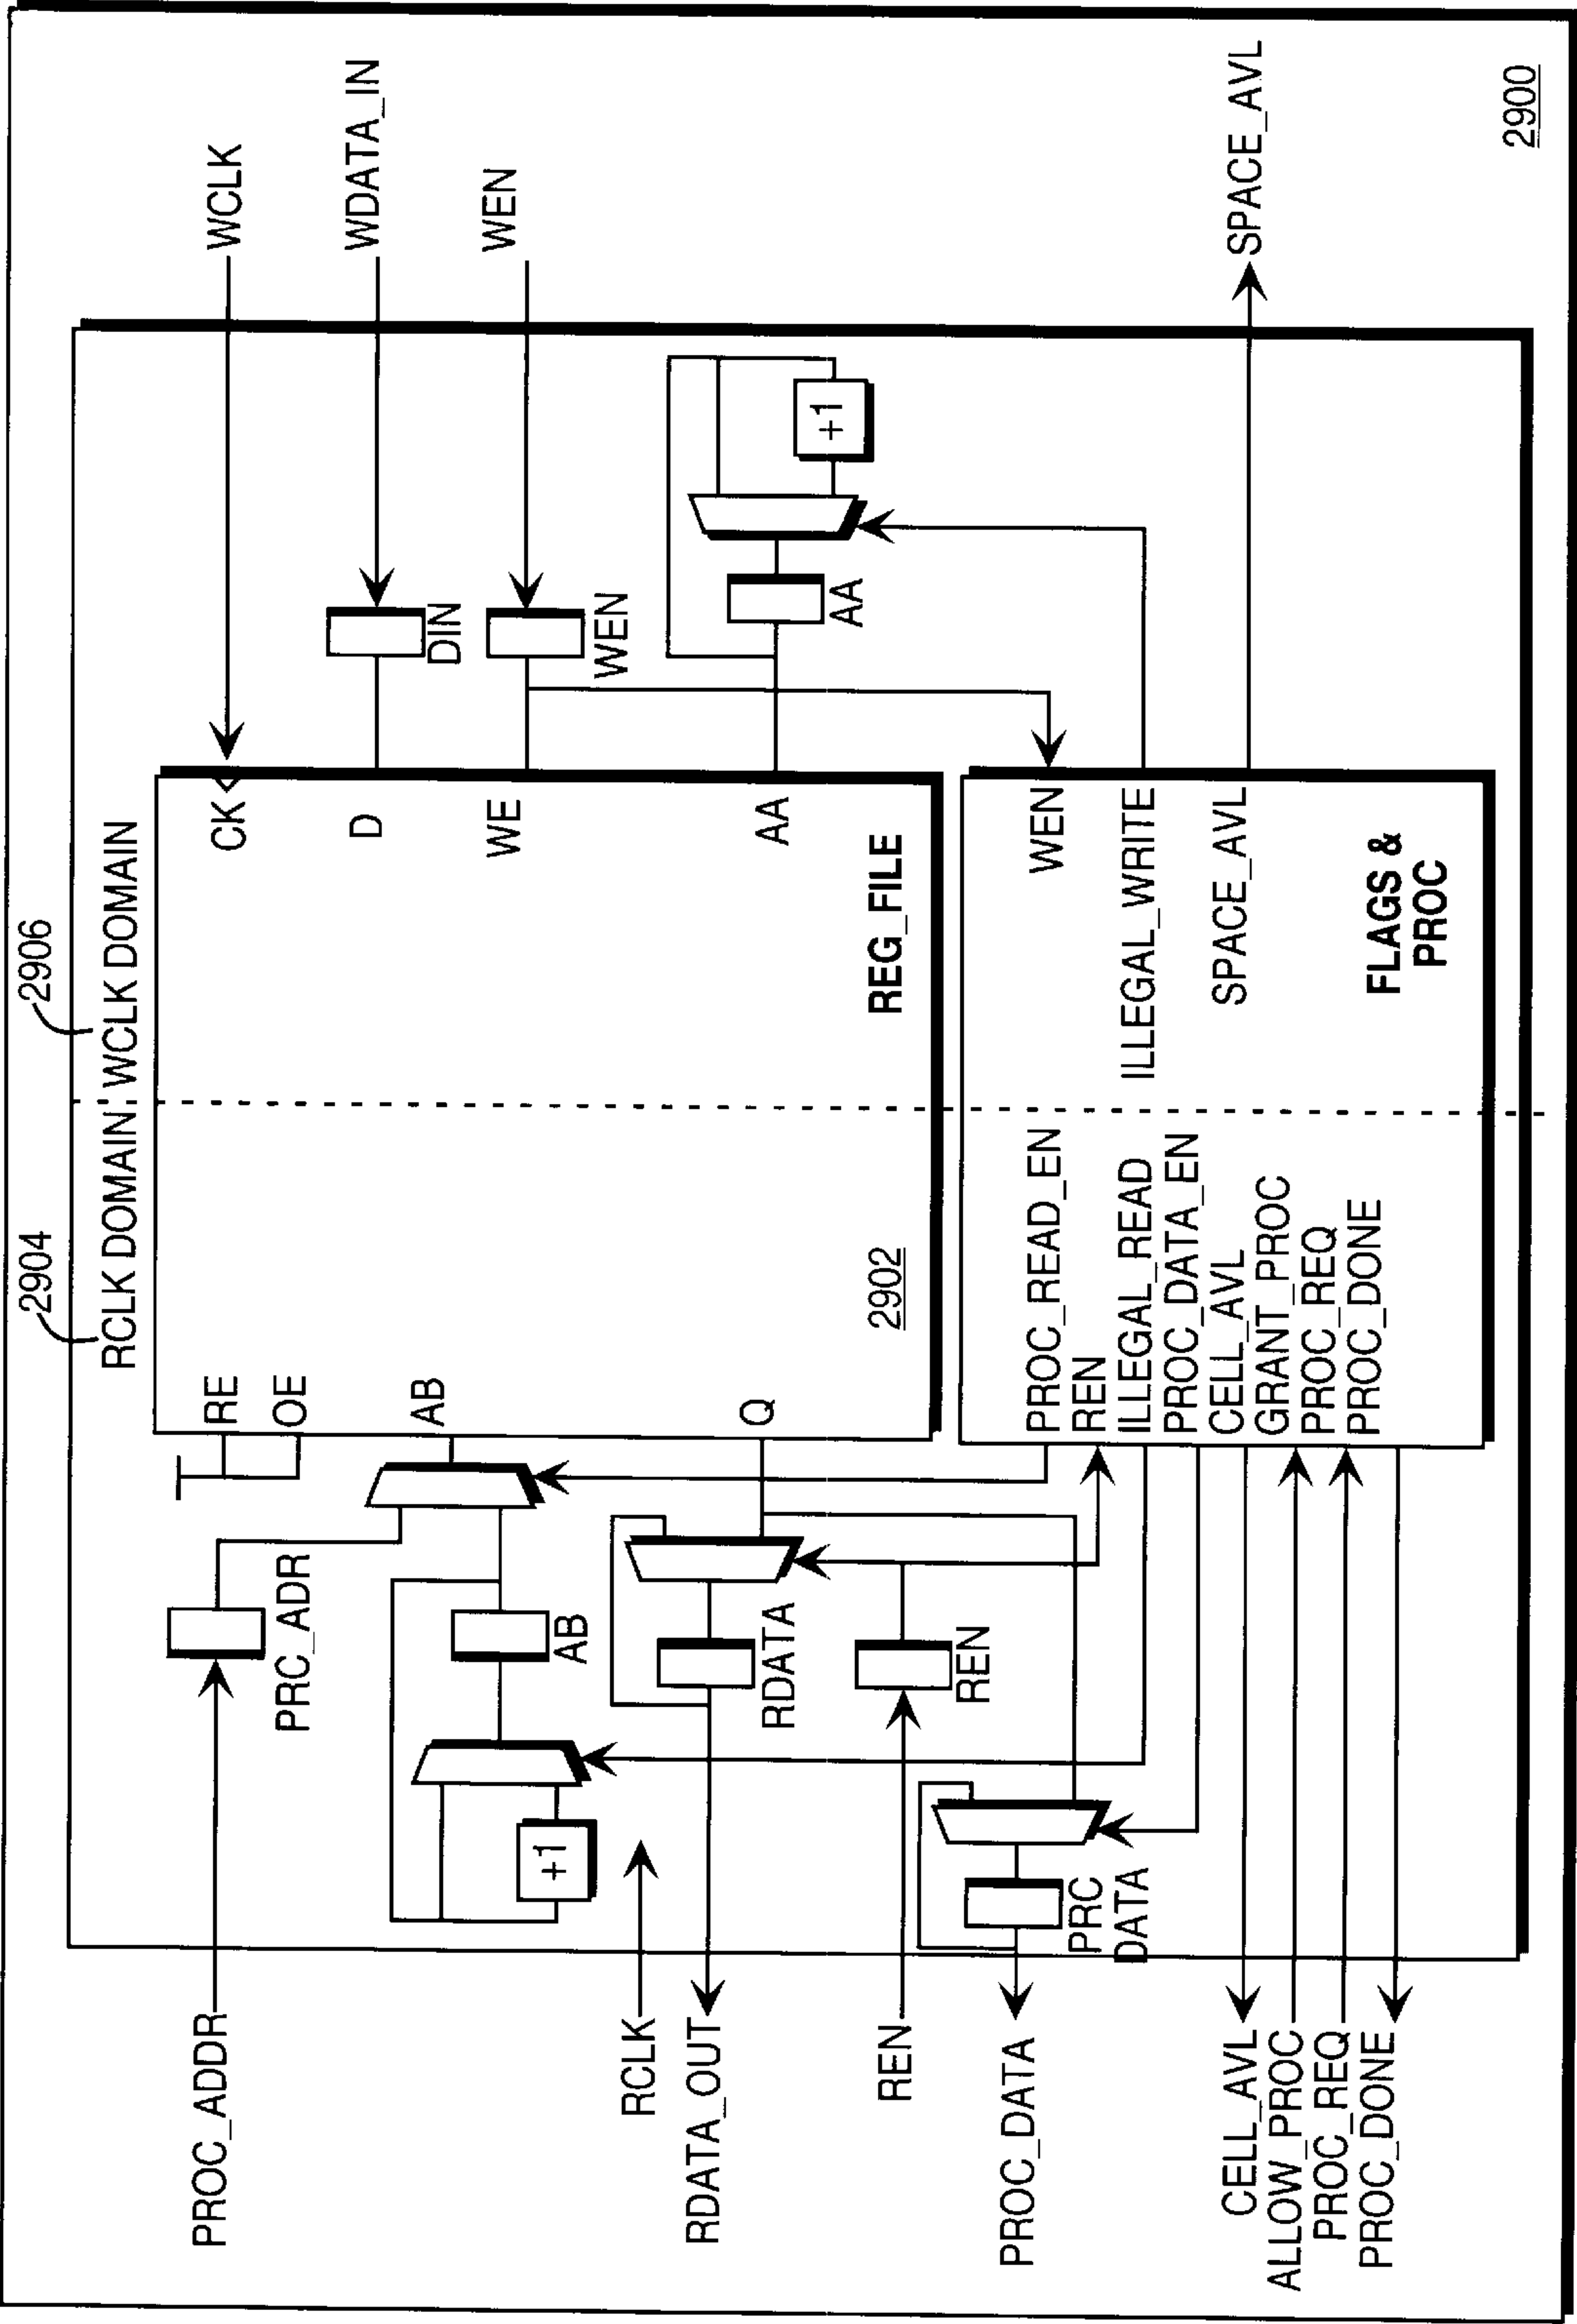 2904
2906
RCLK DOMAIN
WCLK DOMAIN
PROC_ADDR
PRC_ADR
RE
OE
AB
AB
+1
RCLK
RDATA_OUT
RDATA
Q
REN
REN
PROC_DATA
PRC
DATA
2902
REG_FILE
CK
D
WE
AA
WCLK
WDATA_IN
DIN
WEN
WEN
AA
+1
PROC_READ_EN
REN
ILLEGAL_READ
PROC_DATA_EN
CELL_AVL
GRANT_PROC
PROC_REQ
PROC_DONE
CELL_AVL
ALLOW_PROC
PROC_REQ
PROC_DONE
WEN
ILLEGAL_WRITE
SPACE_AVL
FLAGS &
PROC
SPACE_AVL
2900